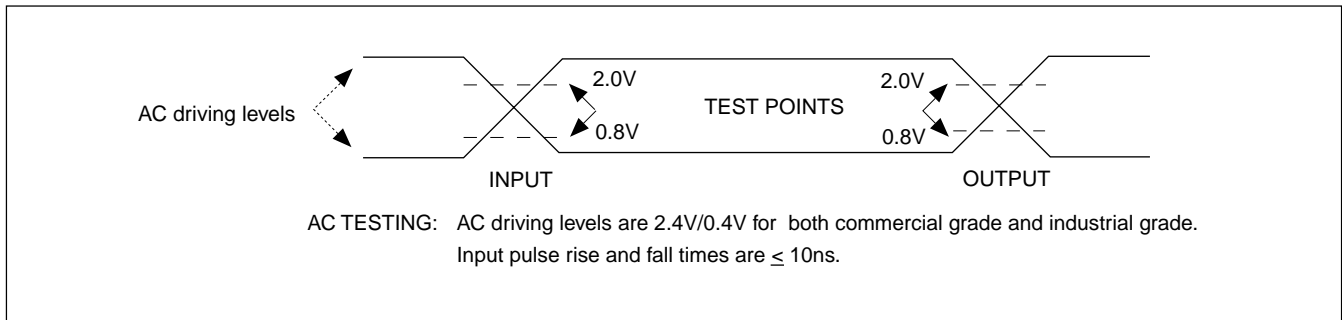 2.0V
2.0V
AC driving levels
TEST POINTS
0.8V
0.8V
INPUT
OUTPUT
AC TESTING: AC driving levels are 2.4V/0.4V for both commercial grade and industrial grade.
Input pulse rise and fall times are ≤ 10ns.